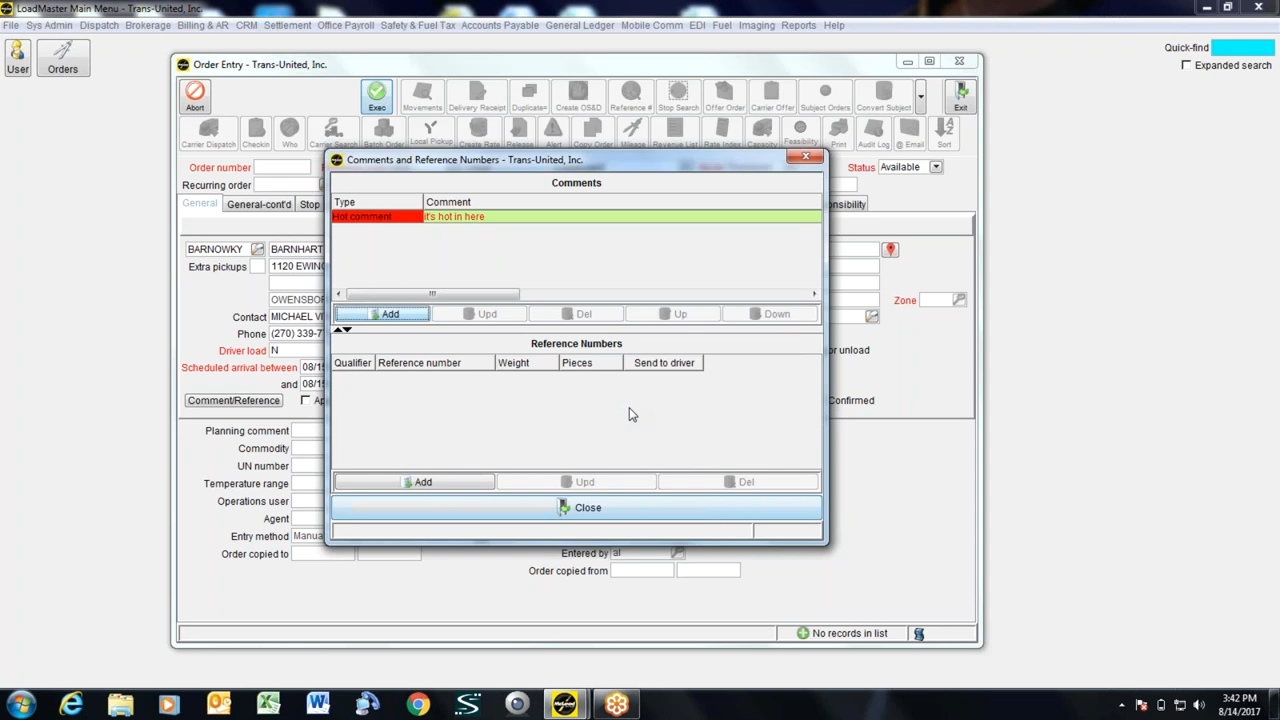 LoadMaster Main Menu - Trans-United, Inc.
File Sys Admin Dispatch Brokerage Billing & AR CRM Settlement Office Personnel Safety & Fuel Tax Accounts Payable General Ledger Mobile Comm EDI Fuel Imaging Reports Help
User Orders
Quick-find
Expanded search
Order Entry - Trans-United, Inc.
Abort Exec Movements Delivery Receipt Duplicate+ Create OS&D Reference # Stop Search Offer Order Carrier Offer Subject Orders Convert Subject Exit
Carrier Dispatch Checkin Who Carrier Search Batch Order Local Pickup Create Rate Release Alert Copy Order Mileage Revenue List Rate Index Capacity Feasibility Print Audit Log @ Email Sort
Order number
Status Available
Recurring order
General General-cont'd Stop
Comments and Reference Numbers - Trans-United, Inc.
Comments
Type Comment
Hot comment it's hot in here
Add Upd Del Up Down
Reference Numbers
Qualifier Reference number Weight Pieces Send to driver
Add Upd Del
Close
BARNOWKY BARNHART
Extra pickups 1120 EWING
OWENSBOR
Zone
Contact MICHAEL VI
Phone (270) 339-7
Driver load N
or unload
Scheduled arrival between 08/15
and 08/15
Comment/Reference
Confirmed
Planning comment
Commodity
UN number
Temperature range
Operations user
Agent
Entry method Manua
Order copied to
Entered by al
Order copied from
No records in list
3:42 PM
8/14/2017